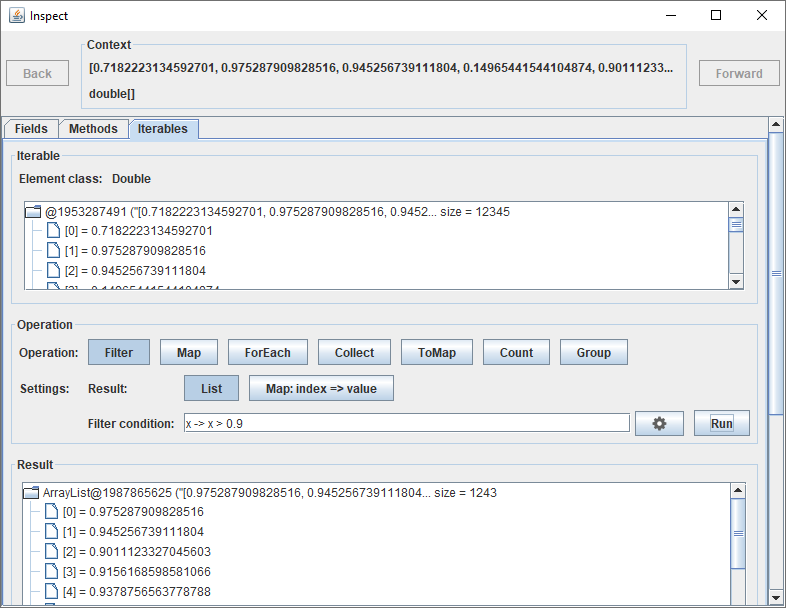 Inspect
Context
Back
[0.7182223134592701, 0.975287909828516, 0.945256739111804, 0.14965441544104874, 0.90111233...
Forward
double[]
Fields Methods Iterables
Iterable
Element class: Double
@1953287491 ("[0.7182223134592701, 0.975287909828516, 0.9452... size = 12345
[0] = 0.7182223134592701
[1] = 0.975287909828516
[2] = 0.945256739111804
[3] = 0.14965441544104874
Operation
Operation: Filter Map ForEach Collect ToMap Count Group
Settings: Result: List Map: index => value
Filter condition: x -> x > 0.9 Run
Result
ArrayList@1987865625 ("[0.975287909828516, 0.945256739111804... size = 1243
[0] = 0.975287909828516
[1] = 0.945256739111804
[2] = 0.9011123327045603
[3] = 0.9156168598581066
[4] = 0.9378756563778788